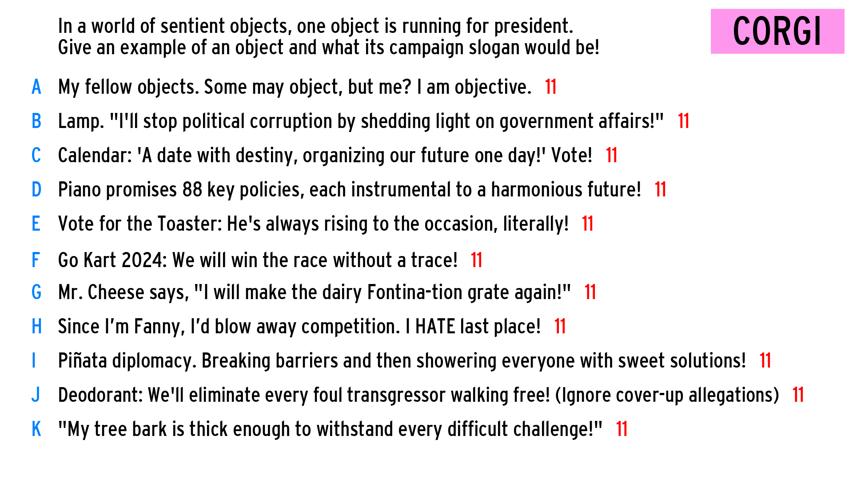 In a world of sentient objects, one object is running for president.
Give an example of an object and what its campaign slogan would be!
CORGI
A My fellow objects. Some may object, but me? I am objective. 11
B Lamp. "I'll stop political corruption by shedding light on government affairs!" 11
C Calendar: 'A date with destiny, organizing our future one day!' Vote! 11
D Piano promises 88 key policies, each instrumental to a harmonious future! 11
E Vote for the Toaster: He's always rising to the occasion, literally! 11
F Go Kart 2024: We will win the race without a trace! 11
G Mr. Cheese says, "I will make the dairy Fontina-tion grate again!" 11
H Since I’m Fanny, I’d blow away competition. I HATE last place! 11
I Piñata diplomacy. Breaking barriers and then showering everyone with sweet solutions! 11
J Deodorant: We'll eliminate every foul transgressor walking free! (Ignore cover-up allegations) 11
K "My tree bark is thick enough to withstand every difficult challenge!" 11